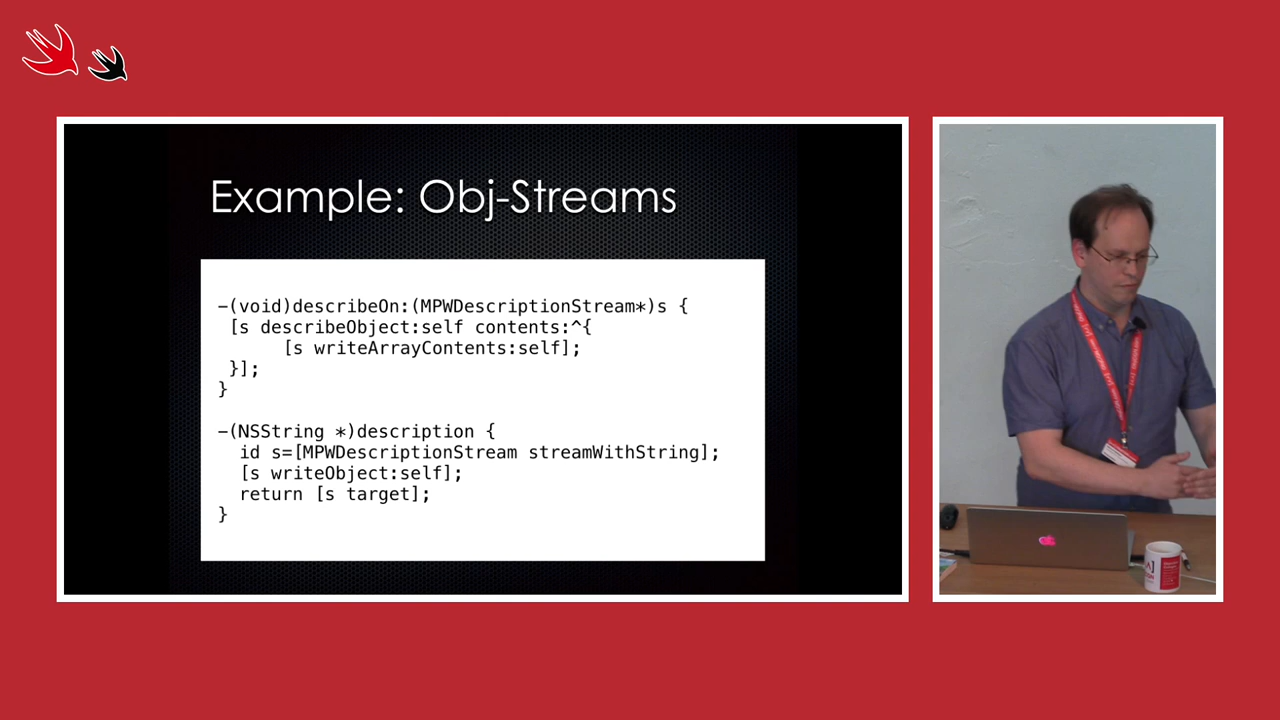 Example: Obj-Streams
-(void)describeOn:(MPWDescriptionStream*)s {
[s describeObject:self contents:^{
[s writeArrayContents:self];
}];
}
-(NSString *)description {
id s=[MPWDescriptionStream streamWithString];
[s writeObject:self];
return [s target];
}